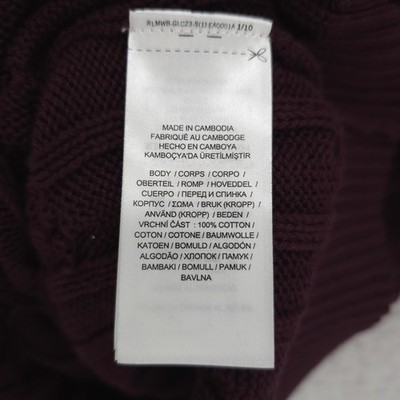 MADE IN CAMBODIA
FABRIQUÉ AU CAMBODGE
HECHO EN CAMBOYA
KAMBOÇYA'DA ÜRETİLMİŞTİR
BODY / CORPS / CORPO /
OBERTEIL / ROMP / HOVEDDEL /
CUERPO / ПЕРЕД И СПИНКА /
КОРПУС / ΣΩΜΑ / BRUK (KROPP) /
ANVÄND (KROPP) / BEDEN /
VRCHNÍ ČÁST : 100% COTTON /
COTON / COTONE / BAUMWOLLE /
KATOEN / BOMULD / ALGODÓN /
ALGODÃO / ХЛОПОК / ПАМУК /
BAMBAKI / BOMULL / PAMUK /
BAVLNA